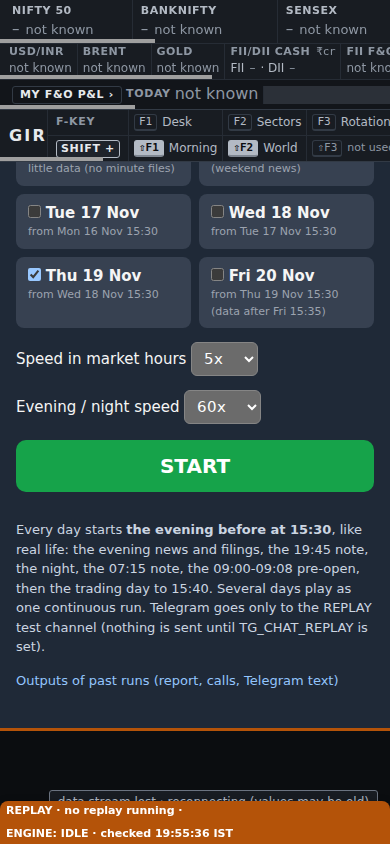 NIFTY 50 BANKNIFTY SENSEX
– not known – not known – not known
USD/INR BRENT GOLD FII/DII CASH ₹cr FII F&O
not known not known not known FII – · DII – not
MY F&O P&L › TODAY not known
GIR F-KEY F1 Desk F2 Sectors F3 Rotation
SHIFT + ⇧F1 Morning ⇧F2 World ⇧F3 not used
little data (no minute files) (weekend news)
Tue 17 Nov
from Mon 16 Nov 15:30
Wed 18 Nov
from Tue 17 Nov 15:30
Thu 19 Nov
from Wed 18 Nov 15:30
Fri 20 Nov
from Thu 19 Nov 15:30
(data after Fri 15:35)
Speed in market hours 5x
Evening / night speed 60x
START
Every day starts the evening before at 15:30, like
real life: the evening news and filings, the 19:45 note,
the night, the 07:15 note, the 09:00-09:08 pre-open,
then the trading day to 15:40. Several days play as
one continuous run. Telegram goes only to the REPLAY
test channel (nothing is sent until TG_CHAT_REPLAY is
set).
Outputs of past runs (report, calls, Telegram text)
data stream lost · reconnecting (values may be old)
REPLAY · no replay running ·
ENGINE: IDLE · checked 19:55:36 IST